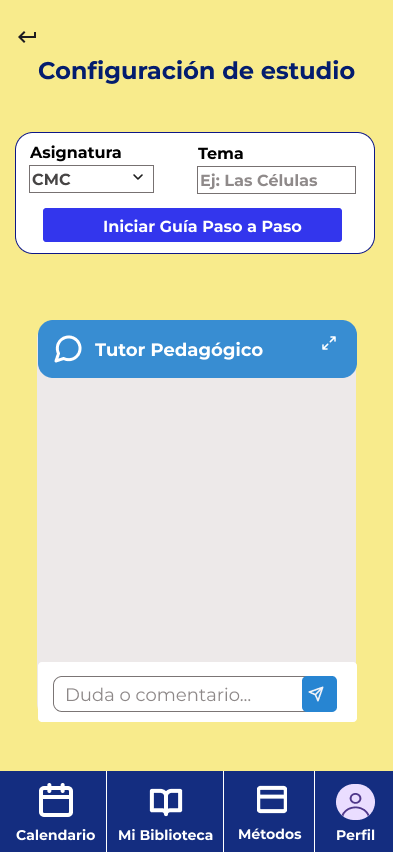 Configuración de estudio
Asignatura
Tema
CMC
Ej: Las Células
Iniciar Guía Paso a Paso
Tutor Pedagógico
Duda o comentario...
Calendario
Mi Biblioteca
Métodos
Perfil